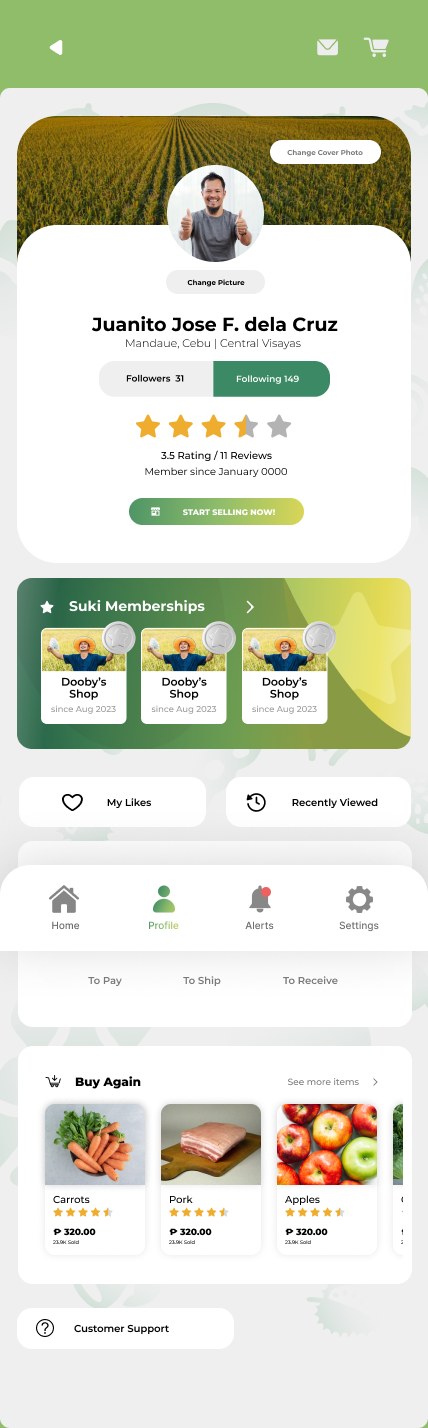 Change Cover Photo
Change Picture
Juanito Jose F. dela Cruz
Mandaue, Cebu | Central Visayas
Followers 31
Following 149
3.5 Rating / 11 Reviews
Member since January 0000
START SELLING NOW!
Suki Memberships
Dooby's
Shop
since Aug 2023
Dooby's
Shop
since Aug 2023
Dooby's
Shop
since Aug 2023
My Likes
Recently Viewed
Home
Profile
Alerts
Settings
To Pay
To Ship
To Receive
Buy Again
See more items
Carrots
₱ 320.00
23.9K Sold
Pork
₱ 320.00
23.9K Sold
Apples
₱ 320.00
23.9K Sold
Customer Support